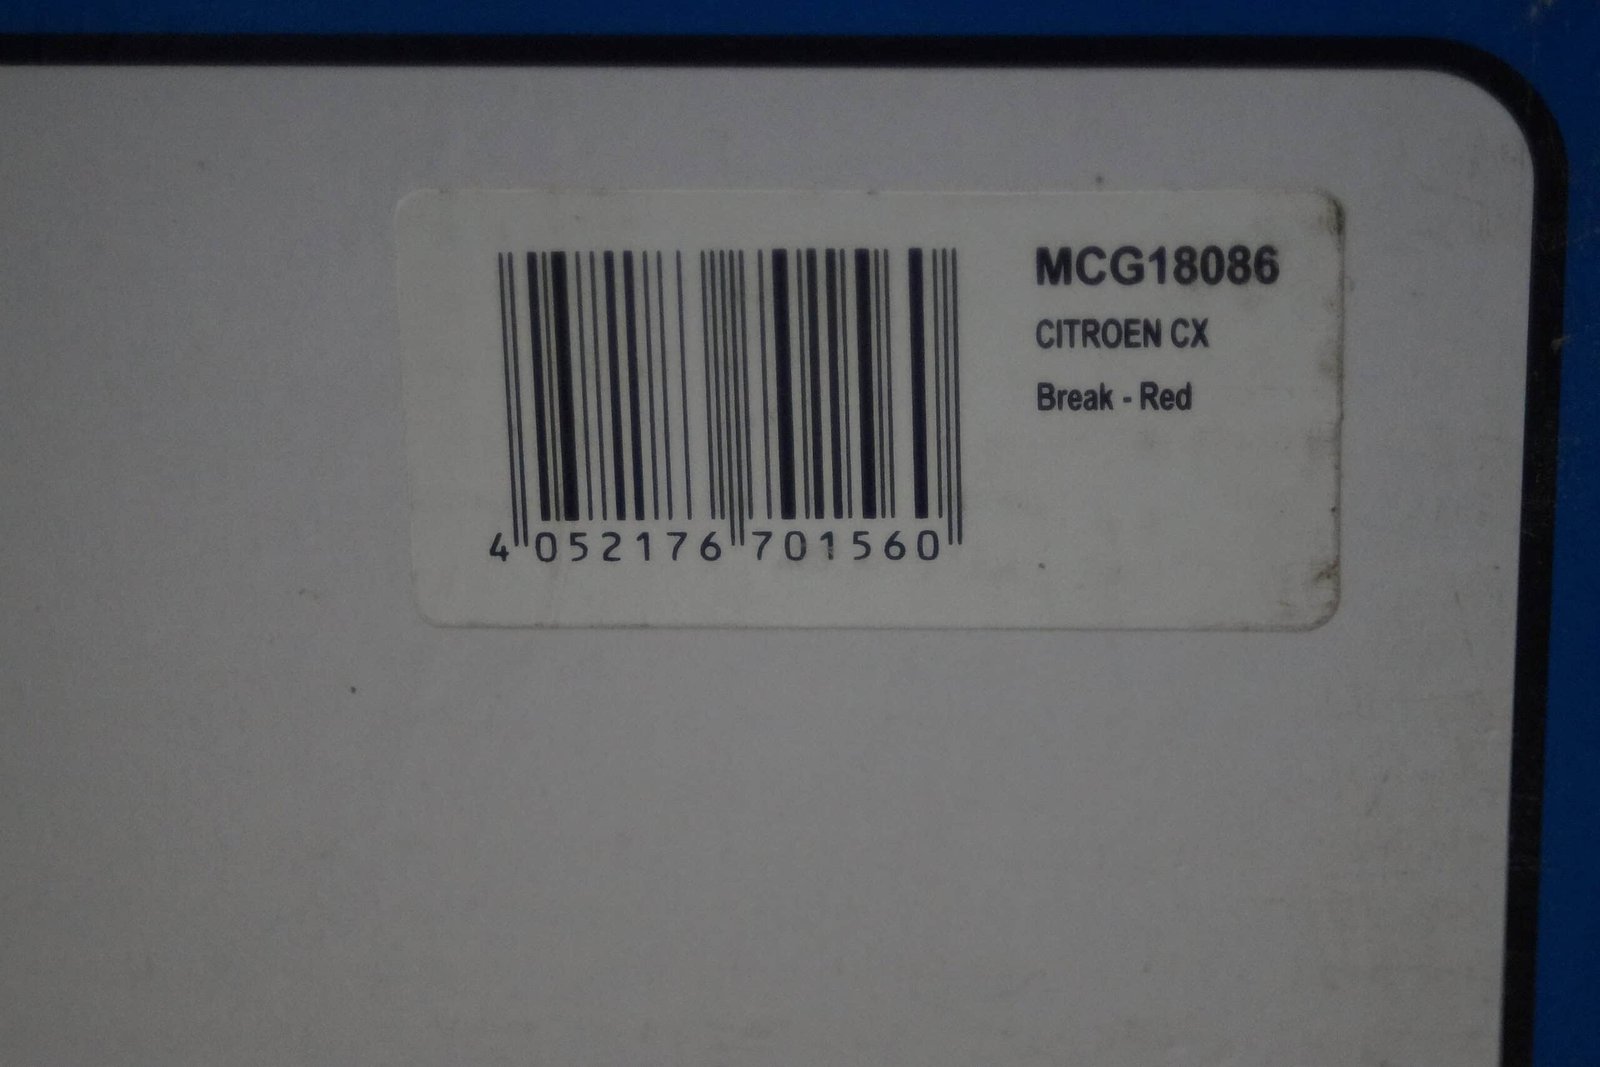 MCG18086
CITROEN CX
Break - Red
4 052176 701560